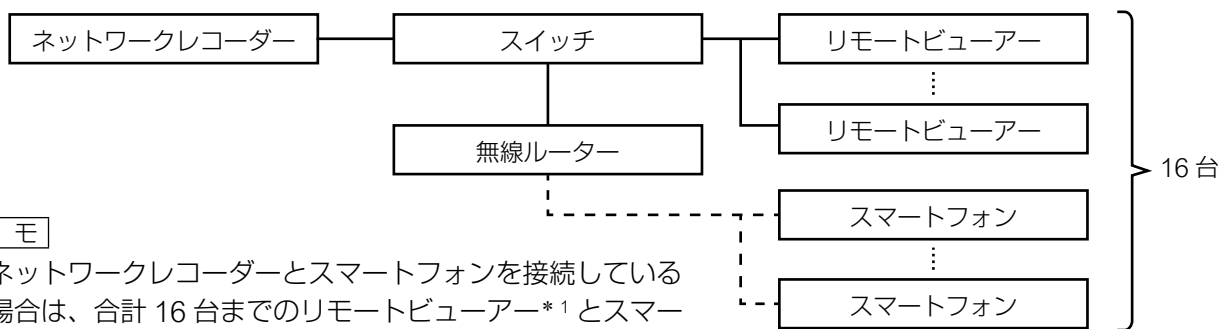 ネットワークレコーダー
スイッチ
リモートビューアー
リモートビューアー
無線ルーター
16 台
スマートフォン
スマートフォン
モ
ネットワークレコーダーとスマートフォンを接続している
場合は、合計 16 台までのリモートビューアー*1 とスマー